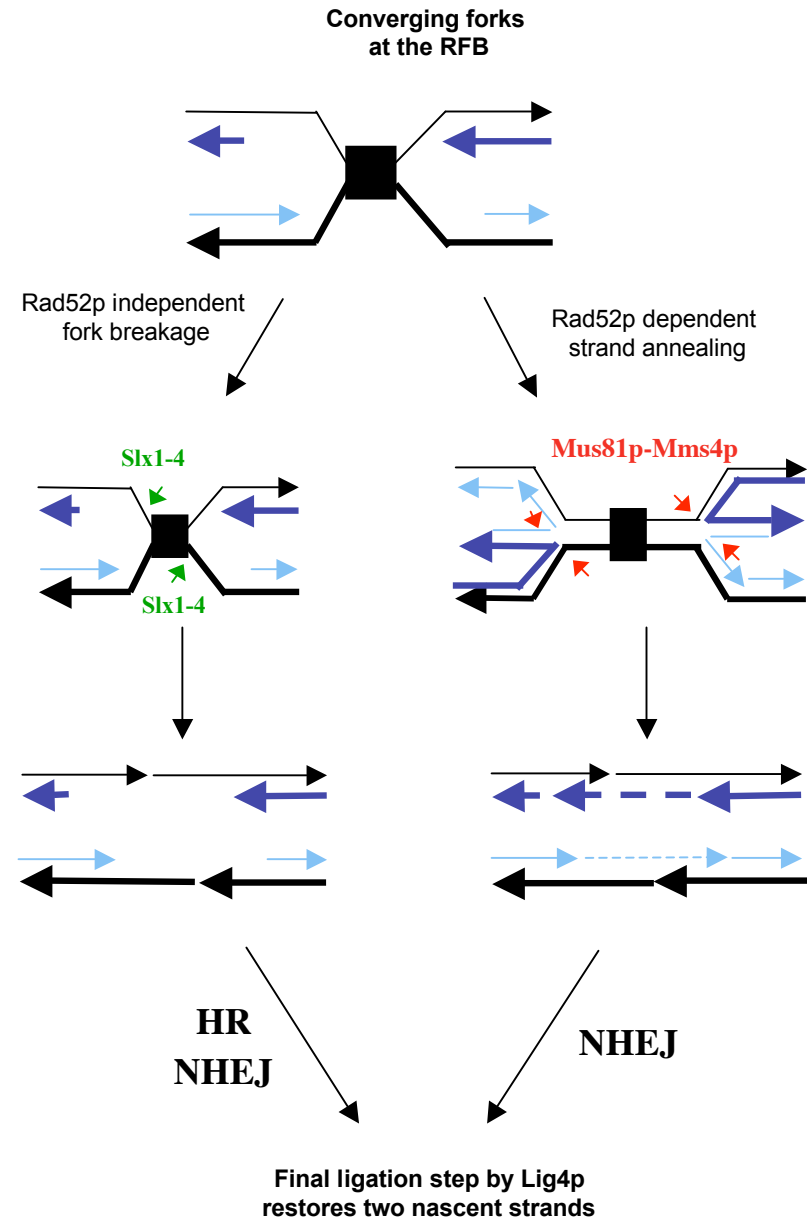 Converging forks
at the RFB
Rad52p independent
fork breakage
Rad52p dependent
strand annealing
Slx1-4
Mus81p-Mms4p
Slx1-4
HR
NHEJ
NHEJ
Final ligation step by Lig4p
restores two nascent strands